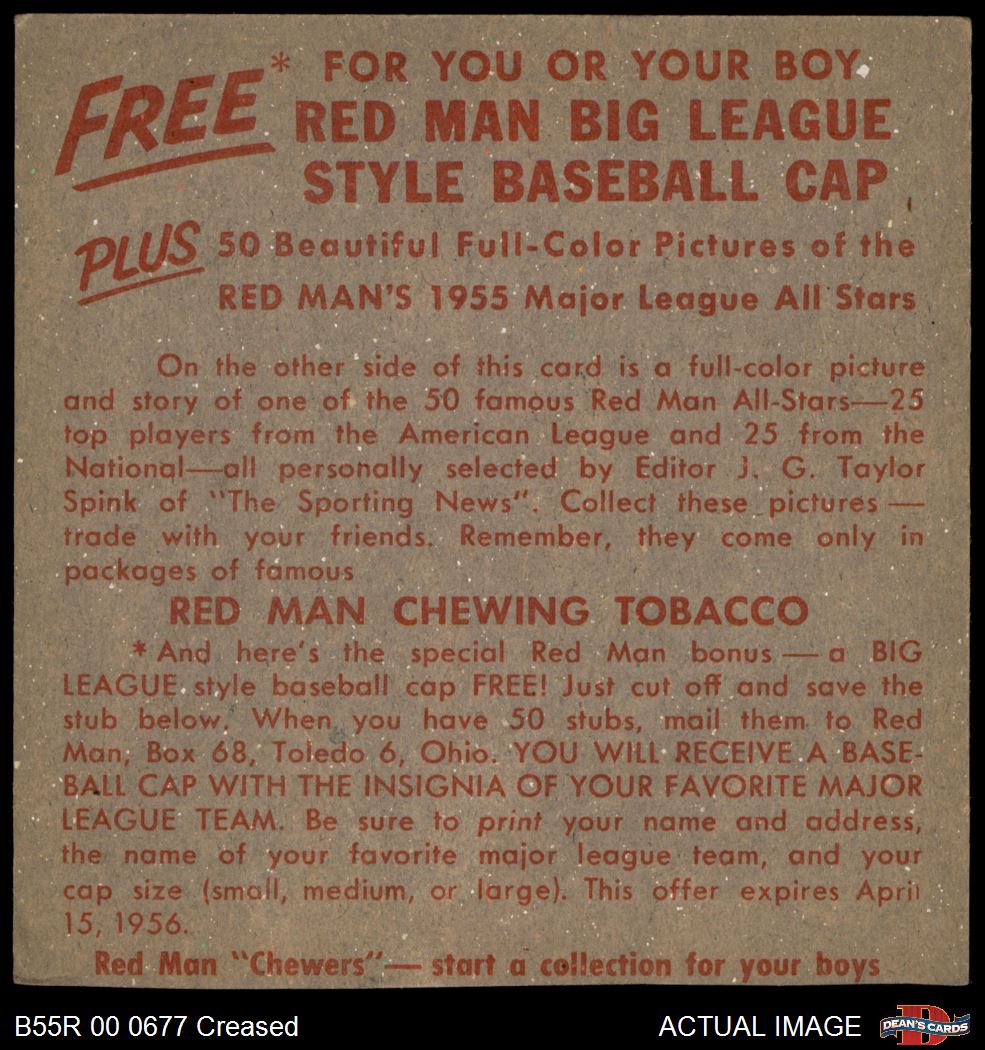 FREE* FOR YOU OR YOUR BOY
RED MAN BIG LEAGUE
STYLE BASEBALL CAP
PLUS 50 Beautiful Full-Color Pictures of the
RED MAN'S 1955 Major League All Stars
On the other side of this card is a full-color picture
and story of one of the 50 famous Red Man All-Stars—25
top players from the American League and 25 from the
National—all personally selected by Editor J. G. Taylor
Spink of "The Sporting News". Collect these pictures —
trade with your friends. Remember, they come only in
packages of famous
RED MAN CHEWING TOBACCO
*And here's the special Red Man bonus — a BIG
LEAGUE style baseball cap FREE! Just cut off and save the
stub below. When you have 50 stubs, mail them to Red
Man, Box 68, Toledo 6, Ohio. YOU WILL RECEIVE A BASE-
BALL CAP WITH THE INSIGNIA OF YOUR FAVORITE MAJOR
LEAGUE TEAM. Be sure to print your name and address,
the name of your favorite major league team, and your
cap size (small, medium, or large). This offer expires April
15, 1956.
Red Man "Chewers"— start a collection for your boys
B55R 00 0677 Creased
ACTUAL IMAGE
DEAN'S CARDS